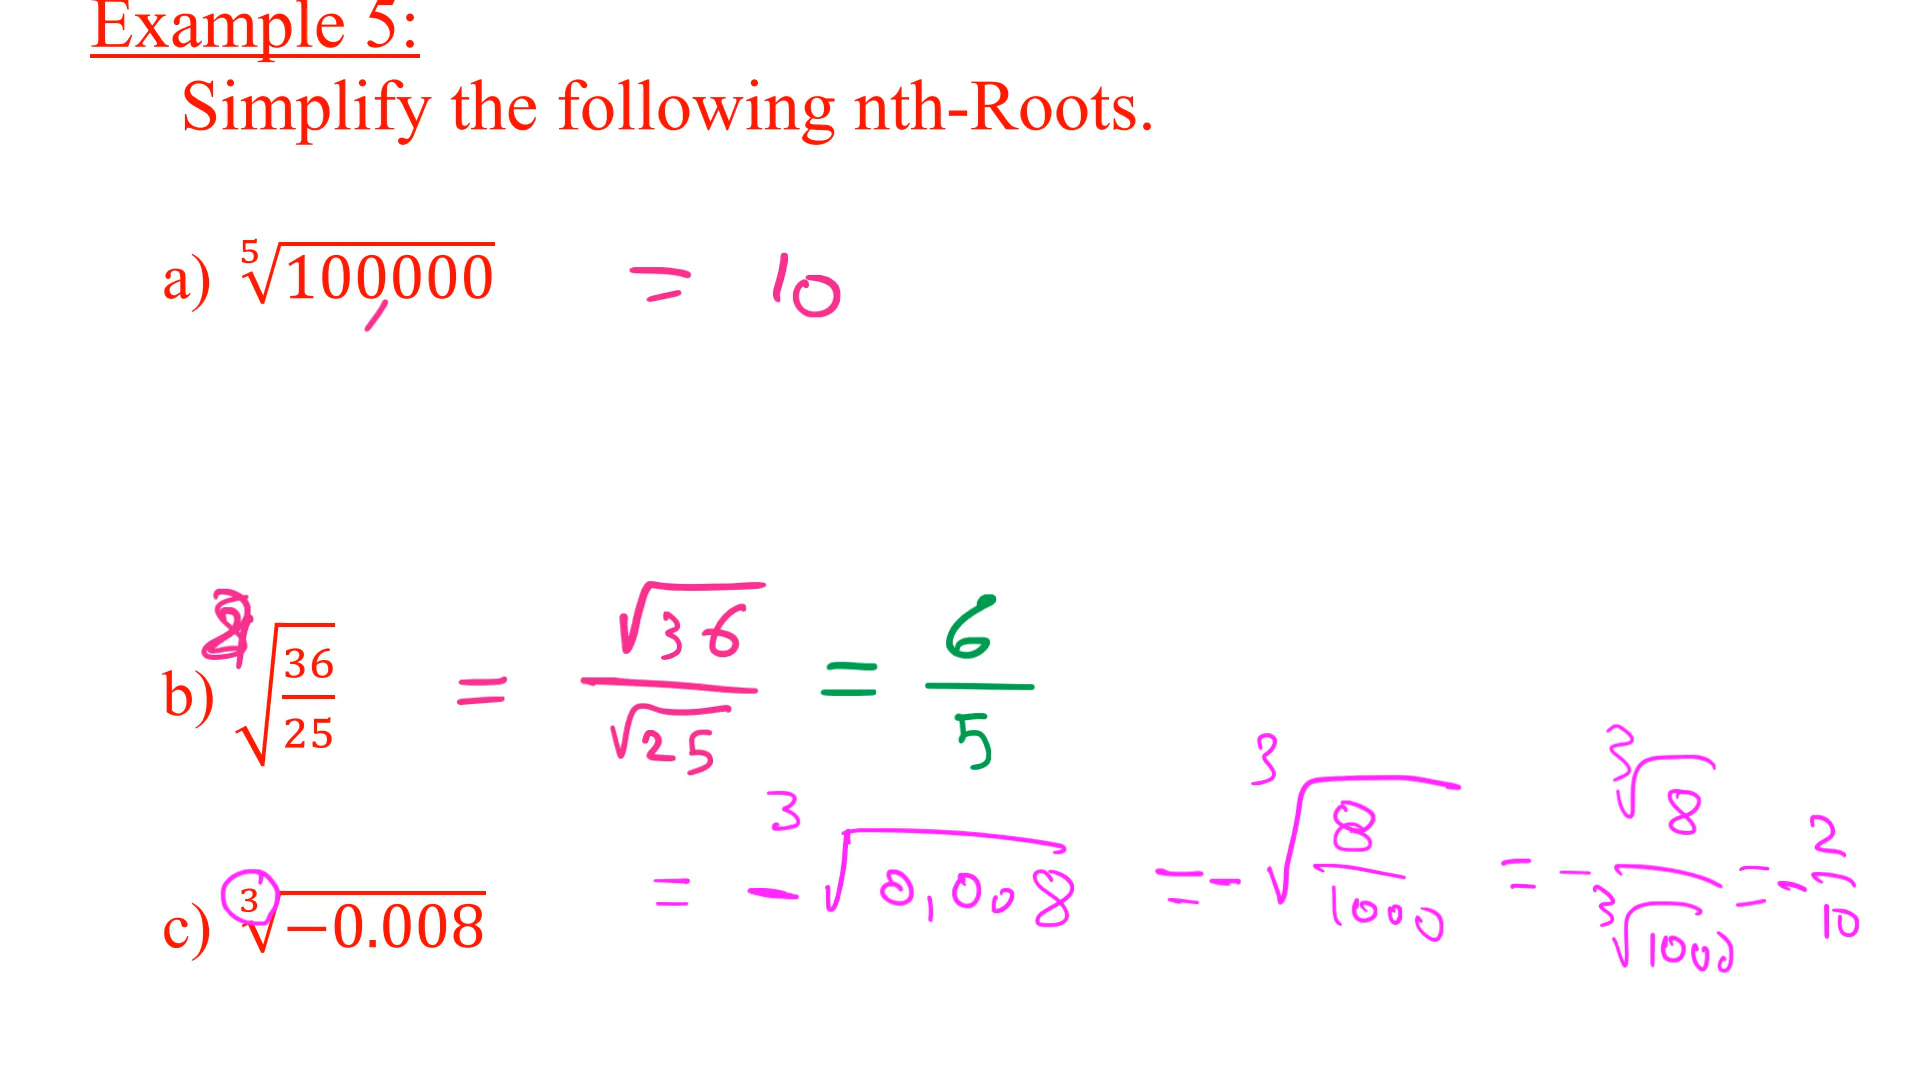 Example 5:
Simplify the following nth-Roots.
a) ⁵√100000 = 10
b) √(36/25) = √36/√25 = 6/5
c) ³√−0.008 = −³√0,008 = −³√(8/1000) = −³√8/³√1000 = −2/10